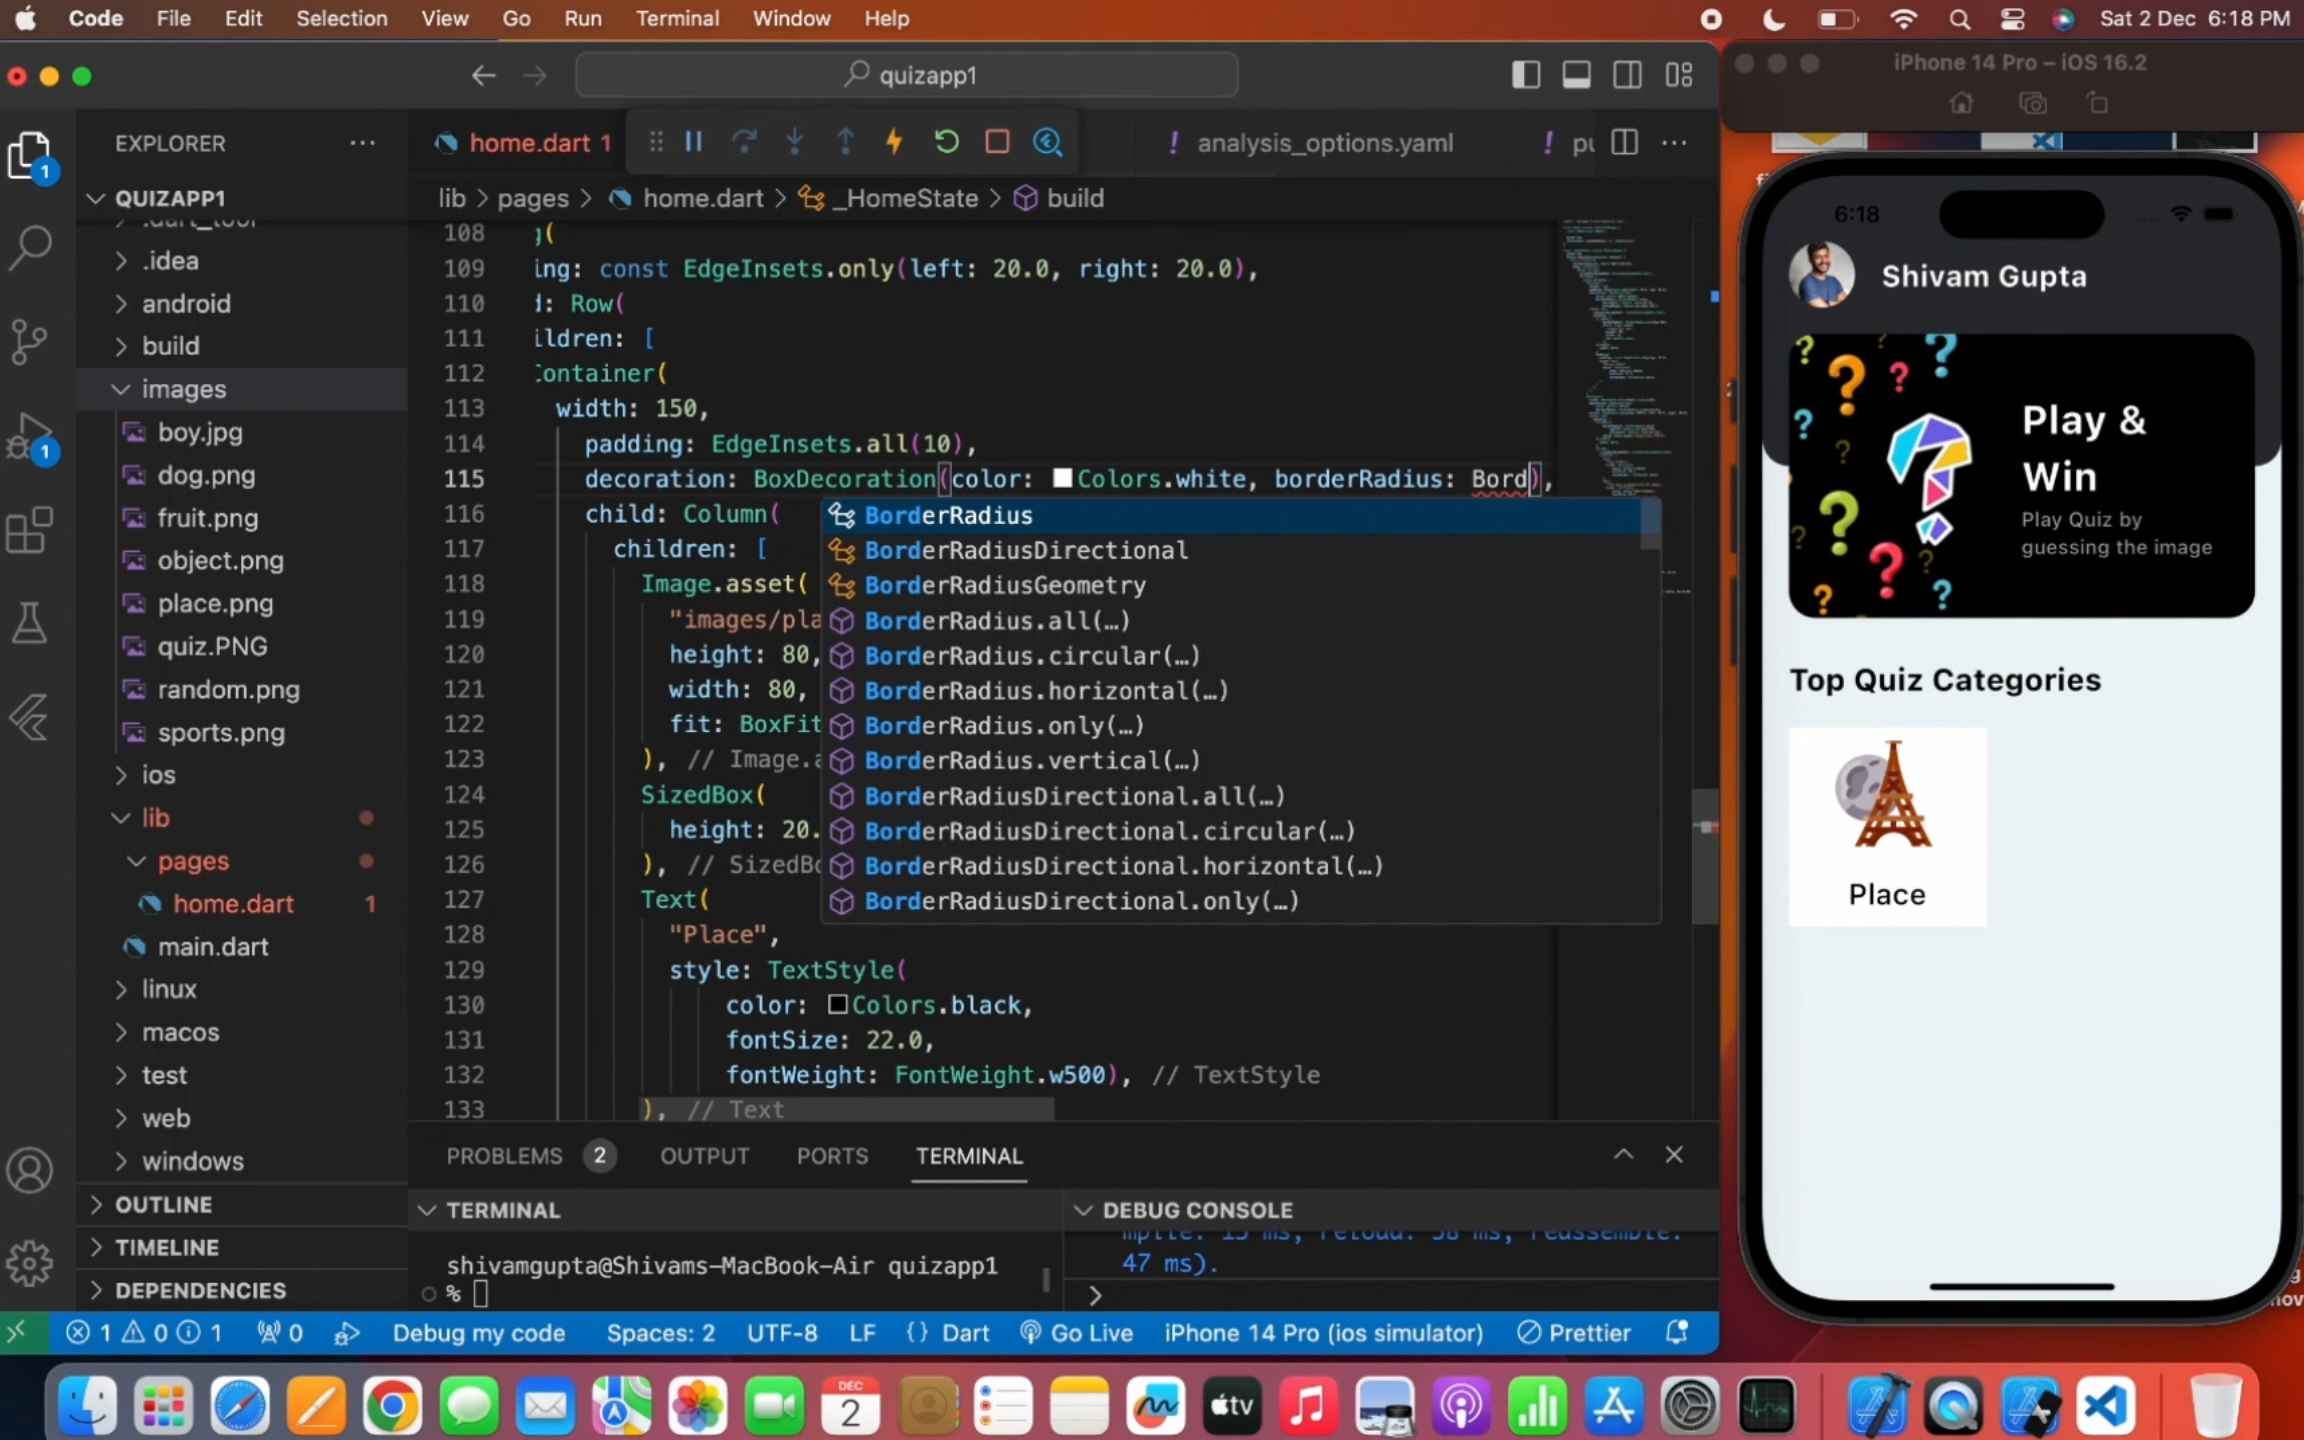 Code File Edit Selection View Go Run Terminal Window Help
Sat 2 Dec 6:18 PM
quizapp1
iPhone 14 Pro – iOS 16.2
EXPLORER
home.dart 1
analysis_options.yaml
pu
QUIZAPP1
.dart_tool
.idea
android
build
images
boy.jpg
dog.png
fruit.png
object.png
place.png
quiz.PNG
random.png
sports.png
ios
lib
pages
home.dart 1
main.dart
linux
macos
test
web
windows
OUTLINE
TIMELINE
DEPENDENCIES
1
1
lib > pages > home.dart > _HomeState > build
108 g(
109 ing: const EdgeInsets.only(left: 20.0, right: 20.0),
110 d: Row(
111 ildren: [
112 Container(
113 width: 150,
114 padding: EdgeInsets.all(10),
115 decoration: BoxDecoration(color: Colors.white, borderRadius: Bord),
116 child: Column(
117 children: [
118 Image.asset(
119 "images/pla
120 height: 80,
121 width: 80,
122 fit: BoxFit
123 ), // Image.a
124 SizedBox(
125 height: 20.
126 ), // SizedBo
127 Text(
128 "Place",
129 style: TextStyle(
130 color: Colors.black,
131 fontSize: 22.0,
132 fontWeight: FontWeight.w500), // TextStyle
133 ), // Text
BorderRadius
BorderRadiusDirectional
BorderRadiusGeometry
BorderRadius.all(…)
BorderRadius.circular(…)
BorderRadius.horizontal(…)
BorderRadius.only(…)
BorderRadius.vertical(…)
BorderRadiusDirectional.all(…)
BorderRadiusDirectional.circular(…)
BorderRadiusDirectional.horizontal(…)
BorderRadiusDirectional.only(…)
PROBLEMS 2 OUTPUT PORTS TERMINAL
TERMINAL
shivamgupta@Shivams-MacBook-Air quizapp1
%
DEBUG CONSOLE
mpile: 15 ms, reload: 58 ms, reassemble:
47 ms).
>
1 0 1 0 Debug my code Spaces: 2 UTF-8 LF {} Dart Go Live iPhone 14 Pro (ios simulator) Prettier
6:18
Shivam Gupta
Play &
Win
Play Quiz by
guessing the image
Top Quiz Categories
Place
DEC
2
tv